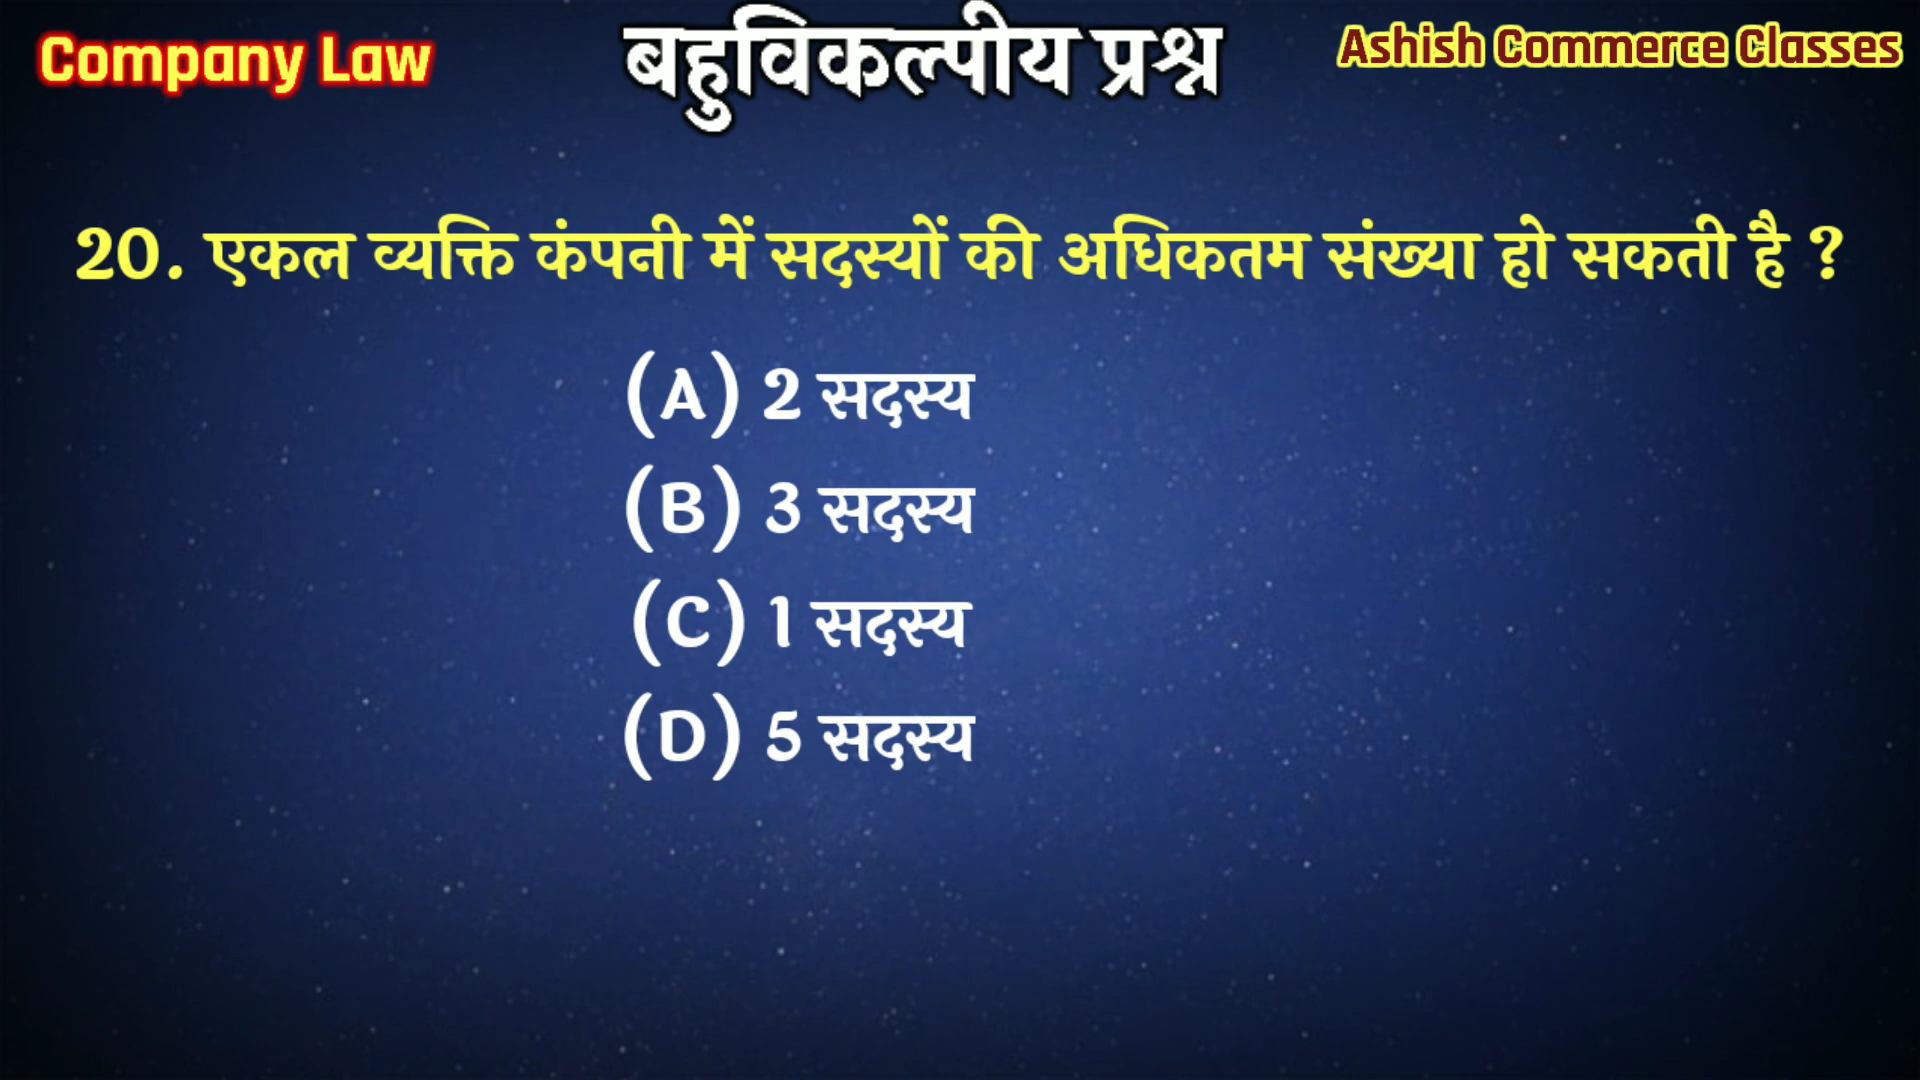 Company Law
बहुविकल्पीय प्रश्न
Ashish Commerce Classes
20. एकल व्यक्ति कंपनी में सदस्यों की अधिकतम संख्या हो सकती है ?
(A) 2 सदस्य
(B) 3 सदस्य
(C) 1 सदस्य
(D) 5 सदस्य